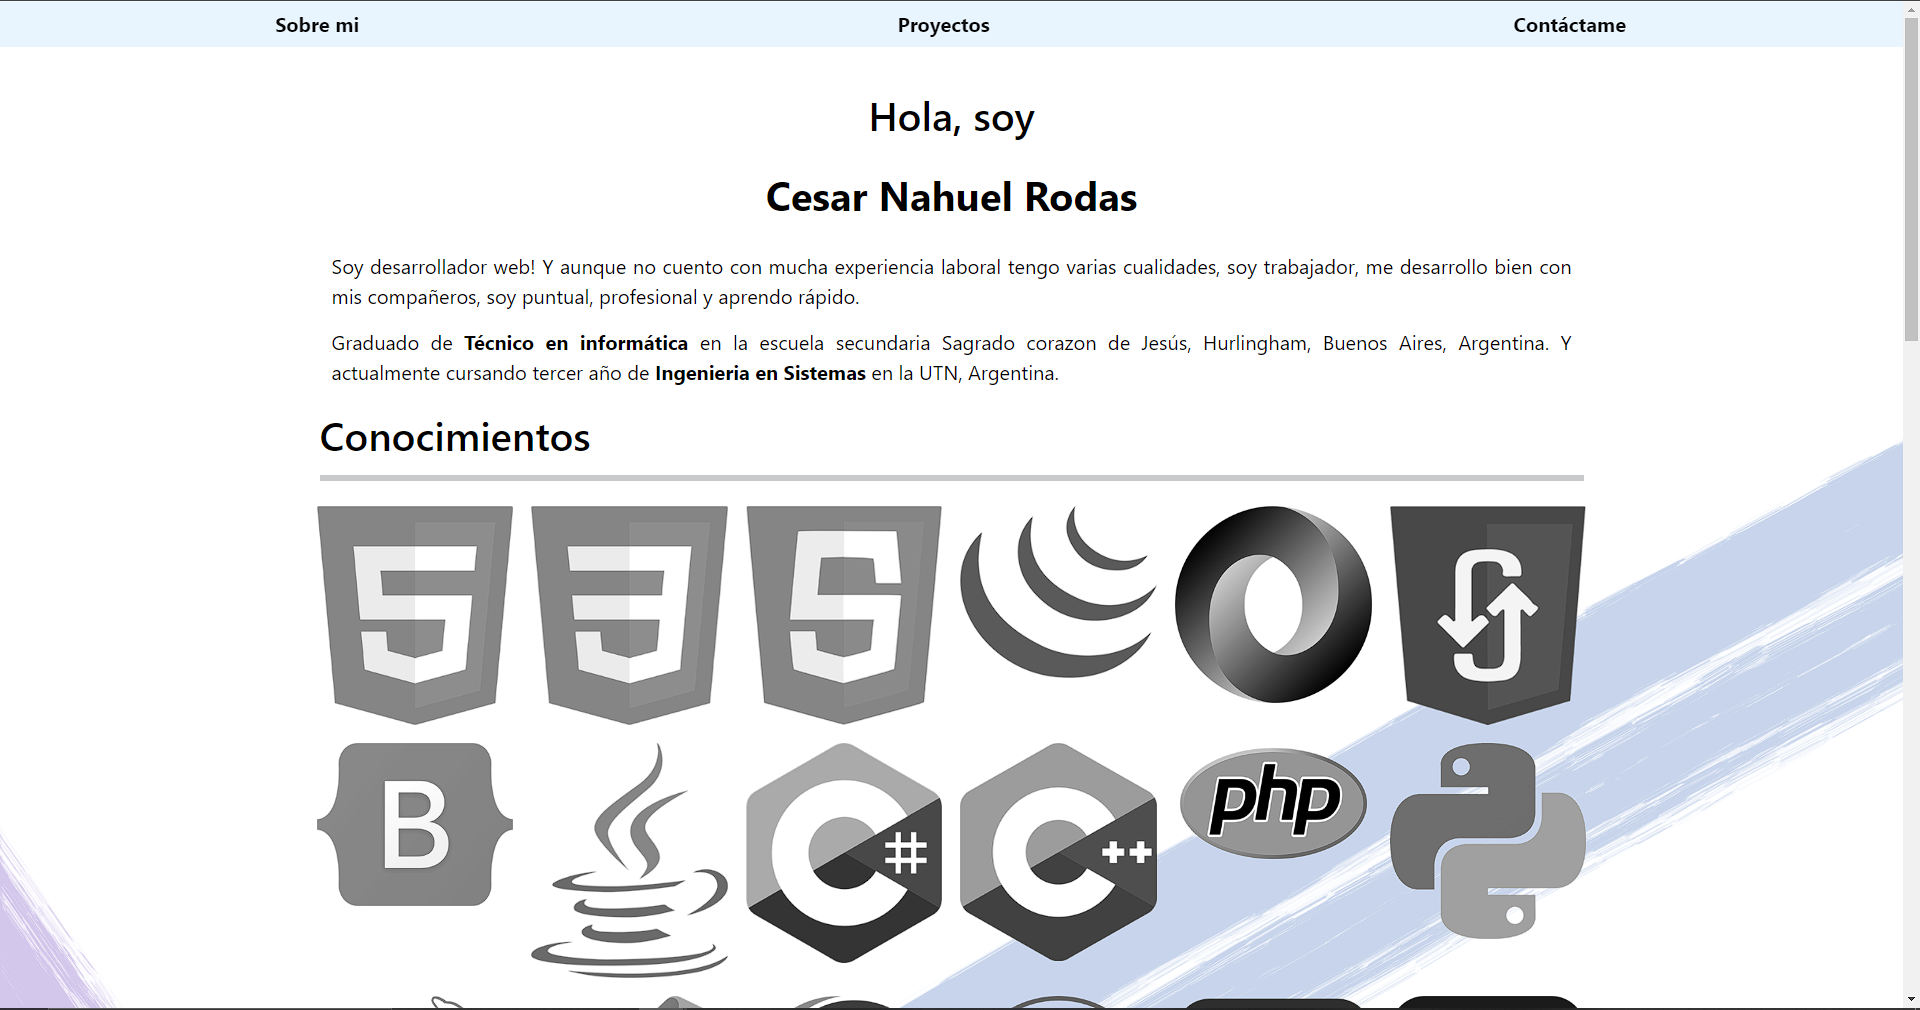 Sobre mi
Proyectos
Contáctame
Hola, soy
Cesar Nahuel Rodas
Soy desarrollador web! Y aunque no cuento con mucha experiencia laboral tengo varias cualidades, soy trabajador, me desarrollo bien con
mis compañeros, soy puntual, profesional y aprendo rápido.
Graduado de Técnico en informática en la escuela secundaria Sagrado corazon de Jesús, Hurlingham, Buenos Aires, Argentina. Y
actualmente cursando tercer año de Ingenieria en Sistemas en la UTN, Argentina.
Conocimientos
5
3
5
B
C#
C++
php